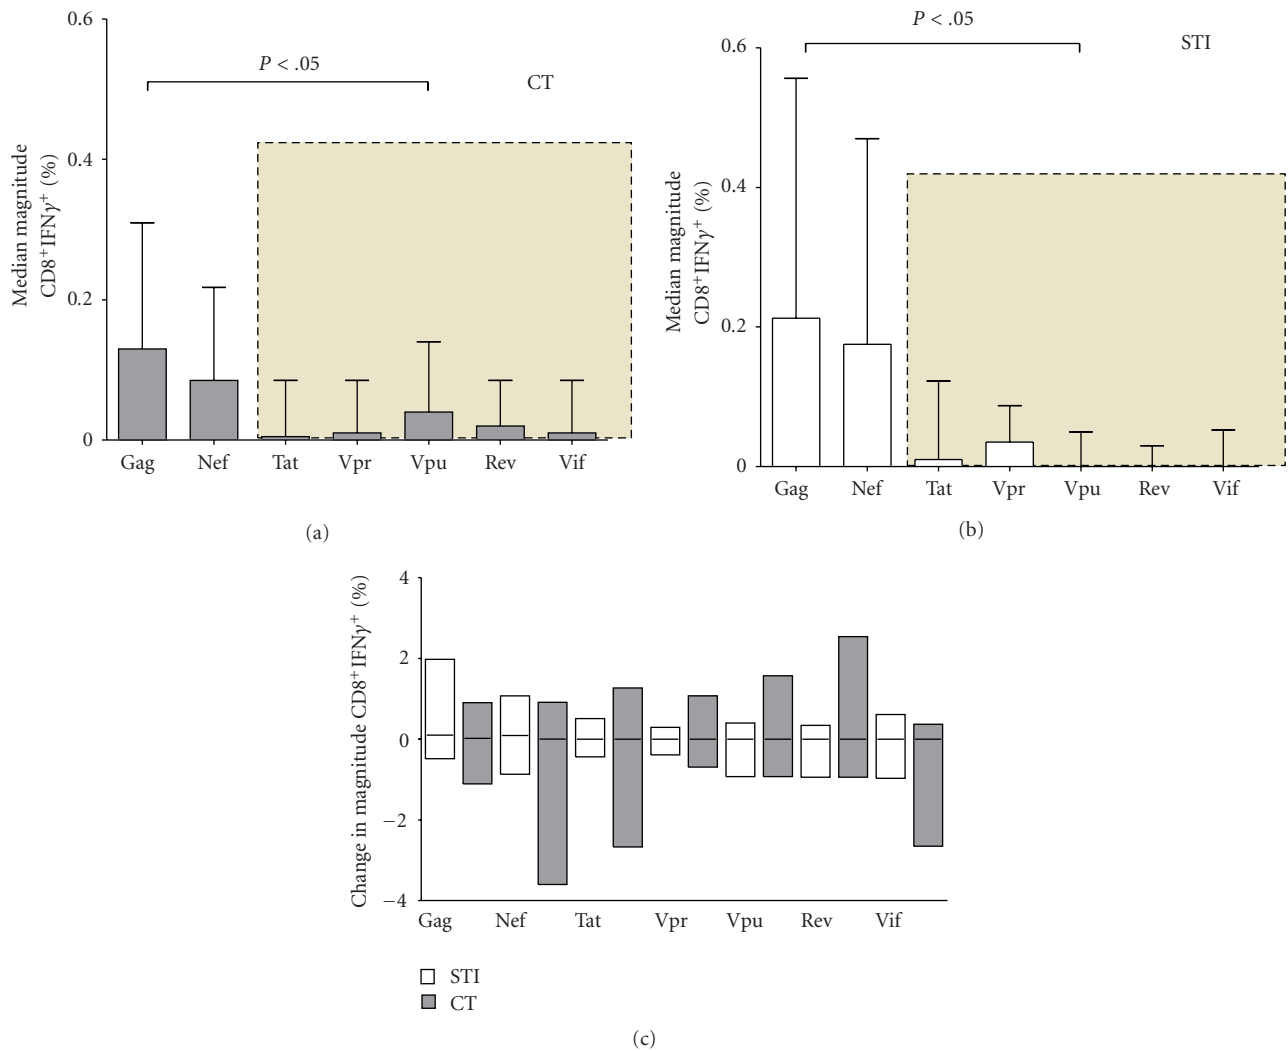 0.6
0.4
0.2
0
Median magnitude
CD8+IFNγ+ (%)
P < .05
CT
Gag Nef Tat Vpr Vpu Rev Vif
(a)
0.6
0.4
0.2
0
Median magnitude
CD8+IFNγ+ (%)
P < .05
STI
Gag Nef Tat Vpr Vpu Rev Vif
(b)
4
2
0
−2
−4
Change in magnitude CD8+IFNγ+ (%)
Gag Nef Tat Vpr Vpu Rev Vif
STI
CT
(c)